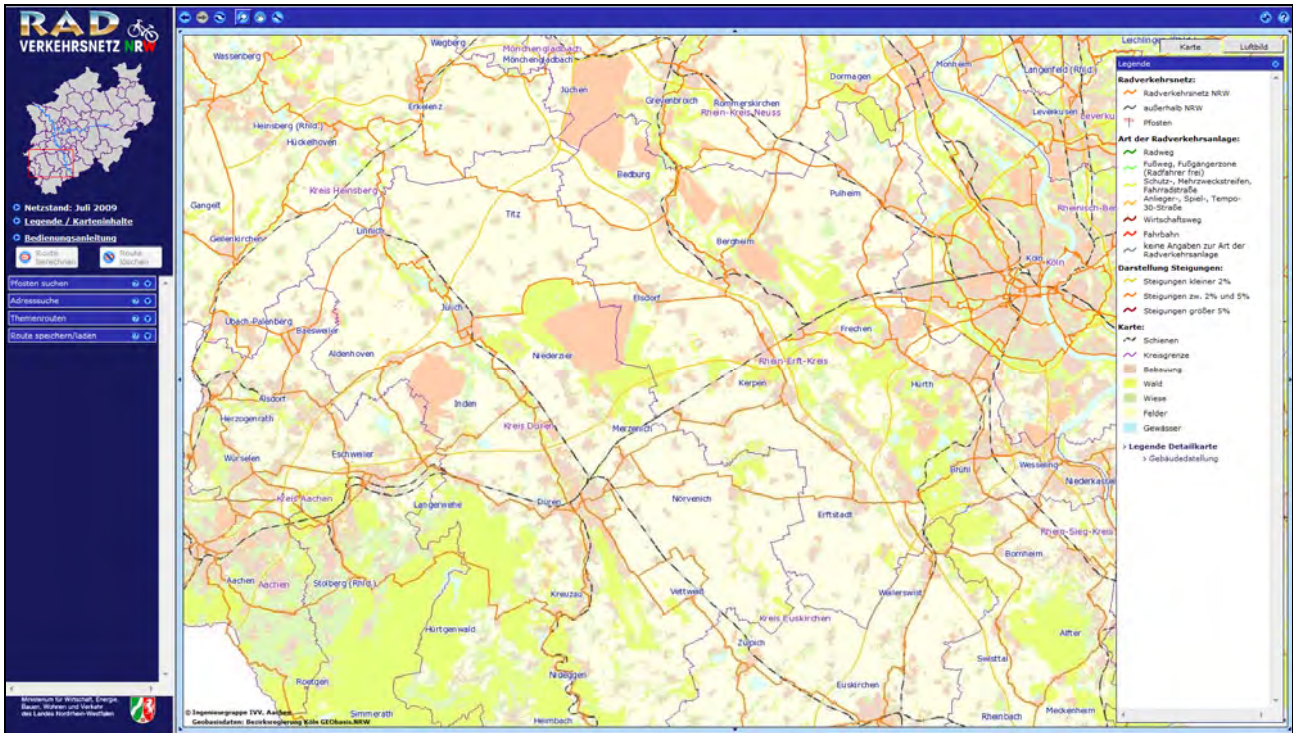 RAD
VERKEHRSNETZ NRW
Netzstand: Juli 2009
Legende / Karteninhalte
Bedienungsanleitung
Route berechnen
Route löschen
Pfosten suchen
Adresssuche
Themenrouten
Route speichern/laden
Ministerium für Wirtschaft, Energie,
Bauen, Wohnen und Verkehr
des Landes Nordrhein-Westfalen
Wassenberg
Wegberg
Mönchengladbach
Mönchengladbach
Jüchen
Erkelenz
Grevenbroich
Rommerskirchen
Rhein-Kreis Neuss
Dormagen
Monheim
Langenfeld (Rhld.)
Leverkusen
Heinsberg (Rhld.)
Hückelhoven
Bedburg
Kreis Heinsberg
Titz
Pulheim
Gangelt
Geilenkirchen
Linnich
Bergheim
Köln
Köln
Jülich
Elsdorf
Übach-Palenberg
Baesweiler
Aldenhoven
Niederzier
Frechen
Rhein-Erft-Kreis
Kerpen
Hürth
Alsdorf
Inden
Herzogenrath
Kreis Düren
Merzenich
Würselen
Eschweiler
Brühl
Wesseling
Niederkassel
Kreis Aachen
Langerwehe
Düren
Nörvenich
Erftstadt
Rhein-Sieg-Kreis
Bornheim
Aachen
Aachen
Stolberg (Rhld.)
Kreuzau
Vettweiß
Weilerswist
Hürtgenwald
Kreis Euskirchen
Alfter
Zülpich
Swisttal
Roetgen
Nideggen
Euskirchen
Simmerath
Heimbach
Rheinbach
Meckenheim
© Ingenieurgruppe IVV, Aachen
Geobasisdaten: Bezirksregierung Köln GEObasis.NRW
Karte
Luftbild
Legende
Radverkehrsnetz:
Radverkehrsnetz NRW
außerhalb NRW
Pfosten
Art der Radverkehrsanlage:
Radweg
Fußweg, Fußgängerzone
(Radfahrer frei)
Schutz-, Mehrzweckstreifen,
Fahrradstraße
Anlieger-, Spiel-, Tempo-
30-Straße
Wirtschaftsweg
Fahrbahn
keine Angaben zur Art der
Radverkehrsanlage
Darstellung Steigungen:
Steigungen kleiner 2%
Steigungen zw. 2% und 5%
Steigungen größer 5%
Karte:
Schienen
Kreisgrenze
Bebauung
Wald
Wiese
Felder
Gewässer
› Legende Detailkarte
› Gebäudedstellung